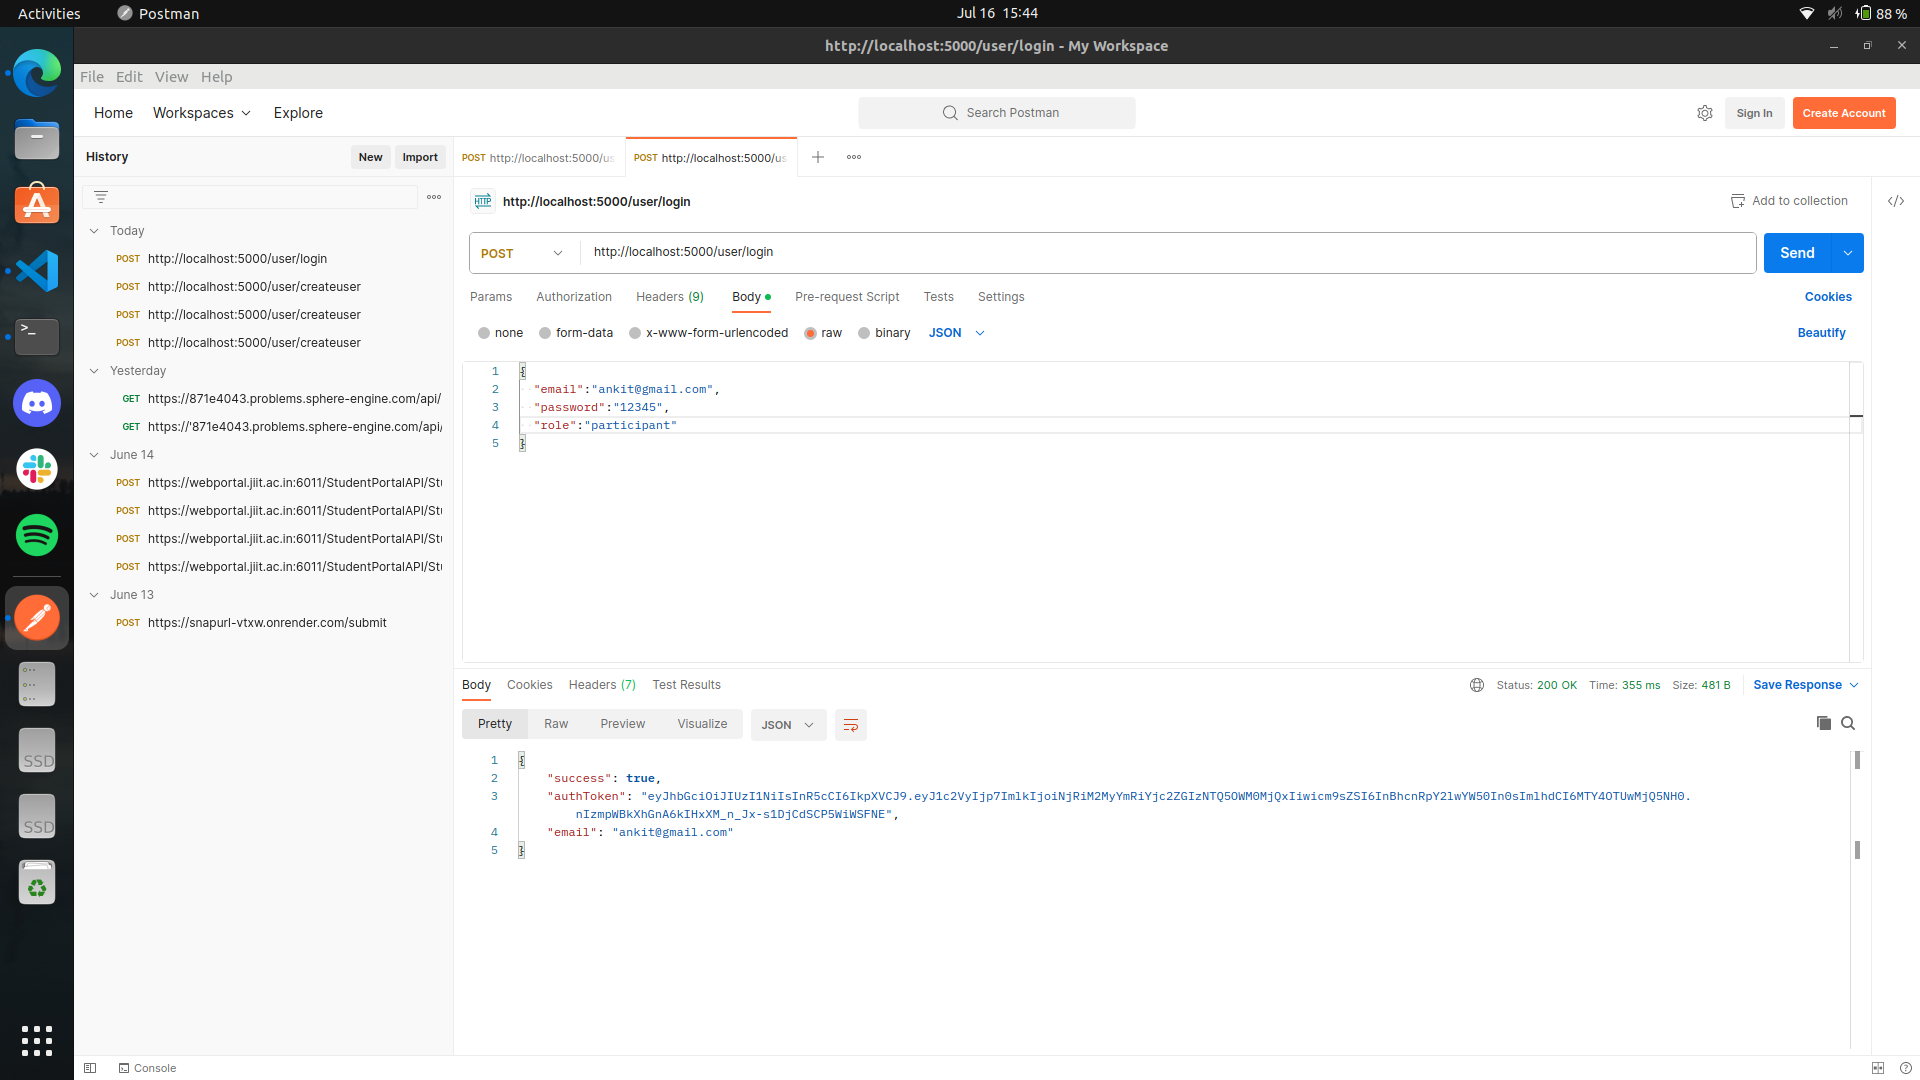 Activities
Postman
Jul 16 15:44
88 %
http://localhost:5000/user/login - My Workspace
File Edit View Help
Home Workspaces Explore
Search Postman
Sign In
Create Account
History
New
Import
POST http://localhost:5000/us
POST http://localhost:5000/us
Today
POST http://localhost:5000/user/login
POST http://localhost:5000/user/createuser
POST http://localhost:5000/user/createuser
POST http://localhost:5000/user/createuser
Yesterday
GET https://871e4043.problems.sphere-engine.com/api/
GET https://'871e4043.problems.sphere-engine.com/api/
June 14
POST https://webportal.jiit.ac.in:6011/StudentPortalAPI/Stu
POST https://webportal.jiit.ac.in:6011/StudentPortalAPI/Stu
POST https://webportal.jiit.ac.in:6011/StudentPortalAPI/Stu
POST https://webportal.jiit.ac.in:6011/StudentPortalAPI/Stu
June 13
POST https://snapurl-vtxw.onrender.com/submit
HTTP http://localhost:5000/user/login
Add to collection
</>
POST http://localhost:5000/user/login
Send
Params Authorization Headers (9) Body Pre-request Script Tests Settings
Cookies
none form-data x-www-form-urlencoded raw binary JSON
Beautify
1 {
2 "email":"ankit@gmail.com",
3 "password":"12345",
4 "role":"participant"
5 }
Body Cookies Headers (7) Test Results
Status: 200 OK Time: 355 ms Size: 481 B Save Response
Pretty Raw Preview Visualize JSON
1 {
2 "success": true,
3 "authToken": "eyJhbGciOiJIUzI1NiIsInR5cCI6IkpXVCJ9.eyJ1c2VyIjp7ImlkIjoiNjRiM2MyYmRiYjc2ZGIzNTQ5OWM0MjQxIiwicm9sZSI6InBhcnRpY2lwYW50In0sImlhdCI6MTY4OTUwMjQ5NH0.
nIzmpWBkXhGnA6kIHxXM_n_Jx-s1DjCdSCP5WiWSFNE",
4 "email": "ankit@gmail.com"
5 }
SSD
SSD
Console